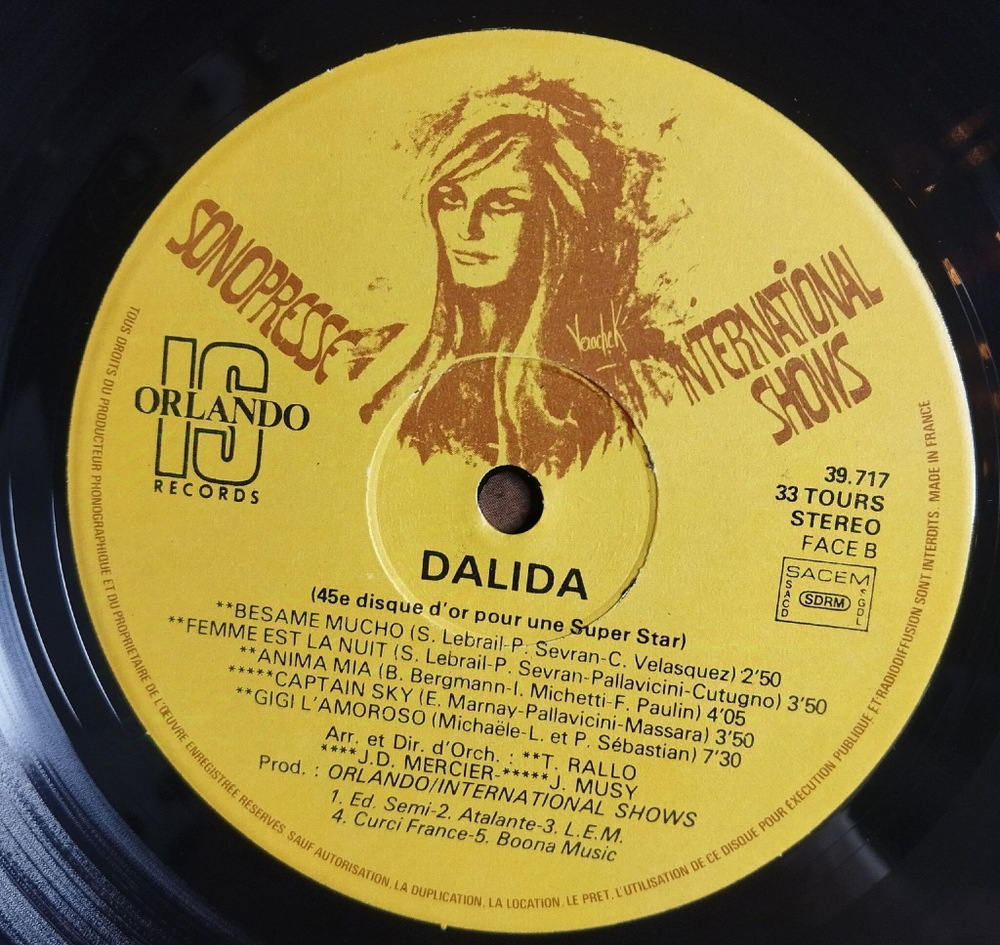 SONOPRESSE
INTERNATIONAL
SHOWS
IS
ORLANDO
RECORDS
39.717
33 TOURS
STEREO
FACE B
SACEM
SACD
SDRM
SGDL
DALIDA
(45e disque d'or pour une Super Star)
**BESAME MUCHO (S. Lebrail-P. Sevran-C. Velasquez) 2'50
**FEMME EST LA NUIT (S. Lebrail-P. Sevran-Pallavicini-Cutugno) 3'50
**ANIMA MIA (B. Bergmann-I. Michetti-F. Paulin) 4'05
*****CAPTAIN SKY (E. Marnay-Pallavicini-Massara) 3'50
**GIGI L'AMOROSO (Michaële-L. et P. Sébastian) 7'30
Arr. et Dir. d'Orch. : **T. RALLO
****J.D. MERCIER-*****J. MUSY
Prod. : ORLANDO/INTERNATIONAL SHOWS
1. Ed. Semi-2. Atalante-3. L.E.M.
4. Curci France-5. Boona Music
TOUS DROITS DU PRODUCTEUR PHONOGRAPHIQUE ET DU PROPRIETAIRE DE L'ŒUVRE ENREGISTREE RESERVES SAUF AUTORISATION, LA DUPLICATION, LA LOCATION, LE PRET, L'UTILISATION DE CE DISQUE POUR EXECUTION PUBLIQUE ET RADIODIFFUSION SONT INTERDITS. MADE IN FRANCE